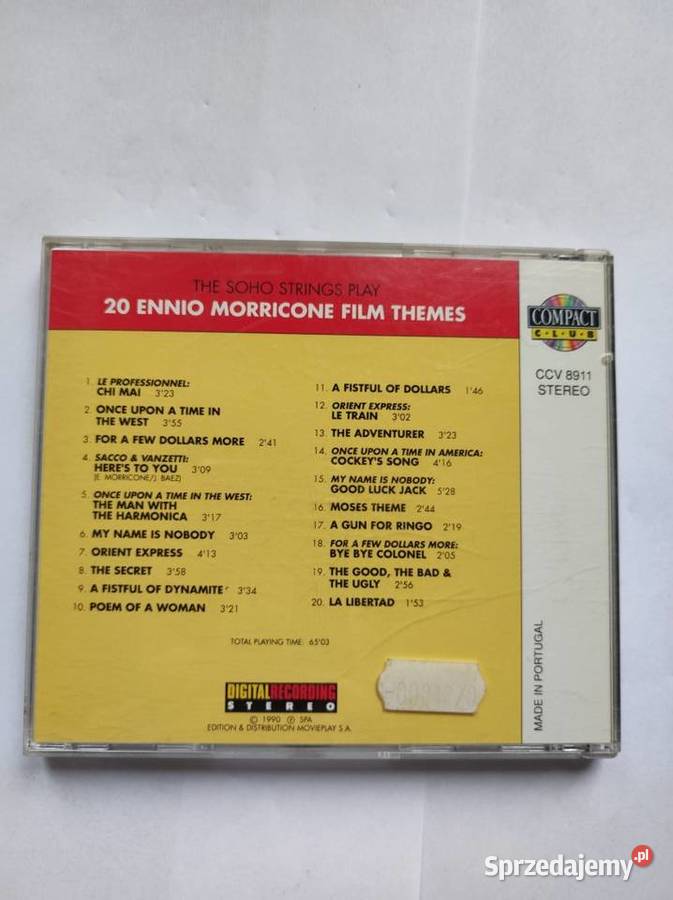 THE SOHO STRINGS PLAY
20 ENNIO MORRICONE FILM THEMES
1. LE PROFESSIONNEL:
CHI MAI 3'23
2. ONCE UPON A TIME IN
THE WEST 3'55
3. FOR A FEW DOLLARS MORE 2'41
4. SACCO & VANZETTI:
HERE'S TO YOU 3'09
(E. MORRICONE/J. BAEZ)
5. ONCE UPON A TIME IN THE WEST:
THE MAN WITH
THE HARMONICA 3'17
6. MY NAME IS NOBODY 3'03
7. ORIENT EXPRESS 4'13
8. THE SECRET 3'58
9. A FISTFUL OF DYNAMITE 3'34
10. POEM OF A WOMAN 3'21
11. A FISTFUL OF DOLLARS 1'46
12. ORIENT EXPRESS:
LE TRAIN 3'02
13. THE ADVENTURER 3'23
14. ONCE UPON A TIME IN AMERICA:
COCKEY'S SONG 4'16
15. MY NAME IS NOBODY:
GOOD LUCK JACK 5'28
16. MOSES THEME 2'44
17. A GUN FOR RINGO 2'19
18. FOR A FEW DOLLARS MORE:
BYE BYE COLONEL 2'05
19. THE GOOD, THE BAD &
THE UGLY 2'56
20. LA LIBERTAD 1'53
TOTAL PLAYING TIME: 65'03
DIGITAL RECORDING
STEREO
© 1990 ℗ SPA
EDITION & DISTRIBUTION MOVIEPLAY S.A.
COMPACT
CLUB
CCV 8911
STEREO
MADE IN PORTUGAL
Sprzedajemy.pl